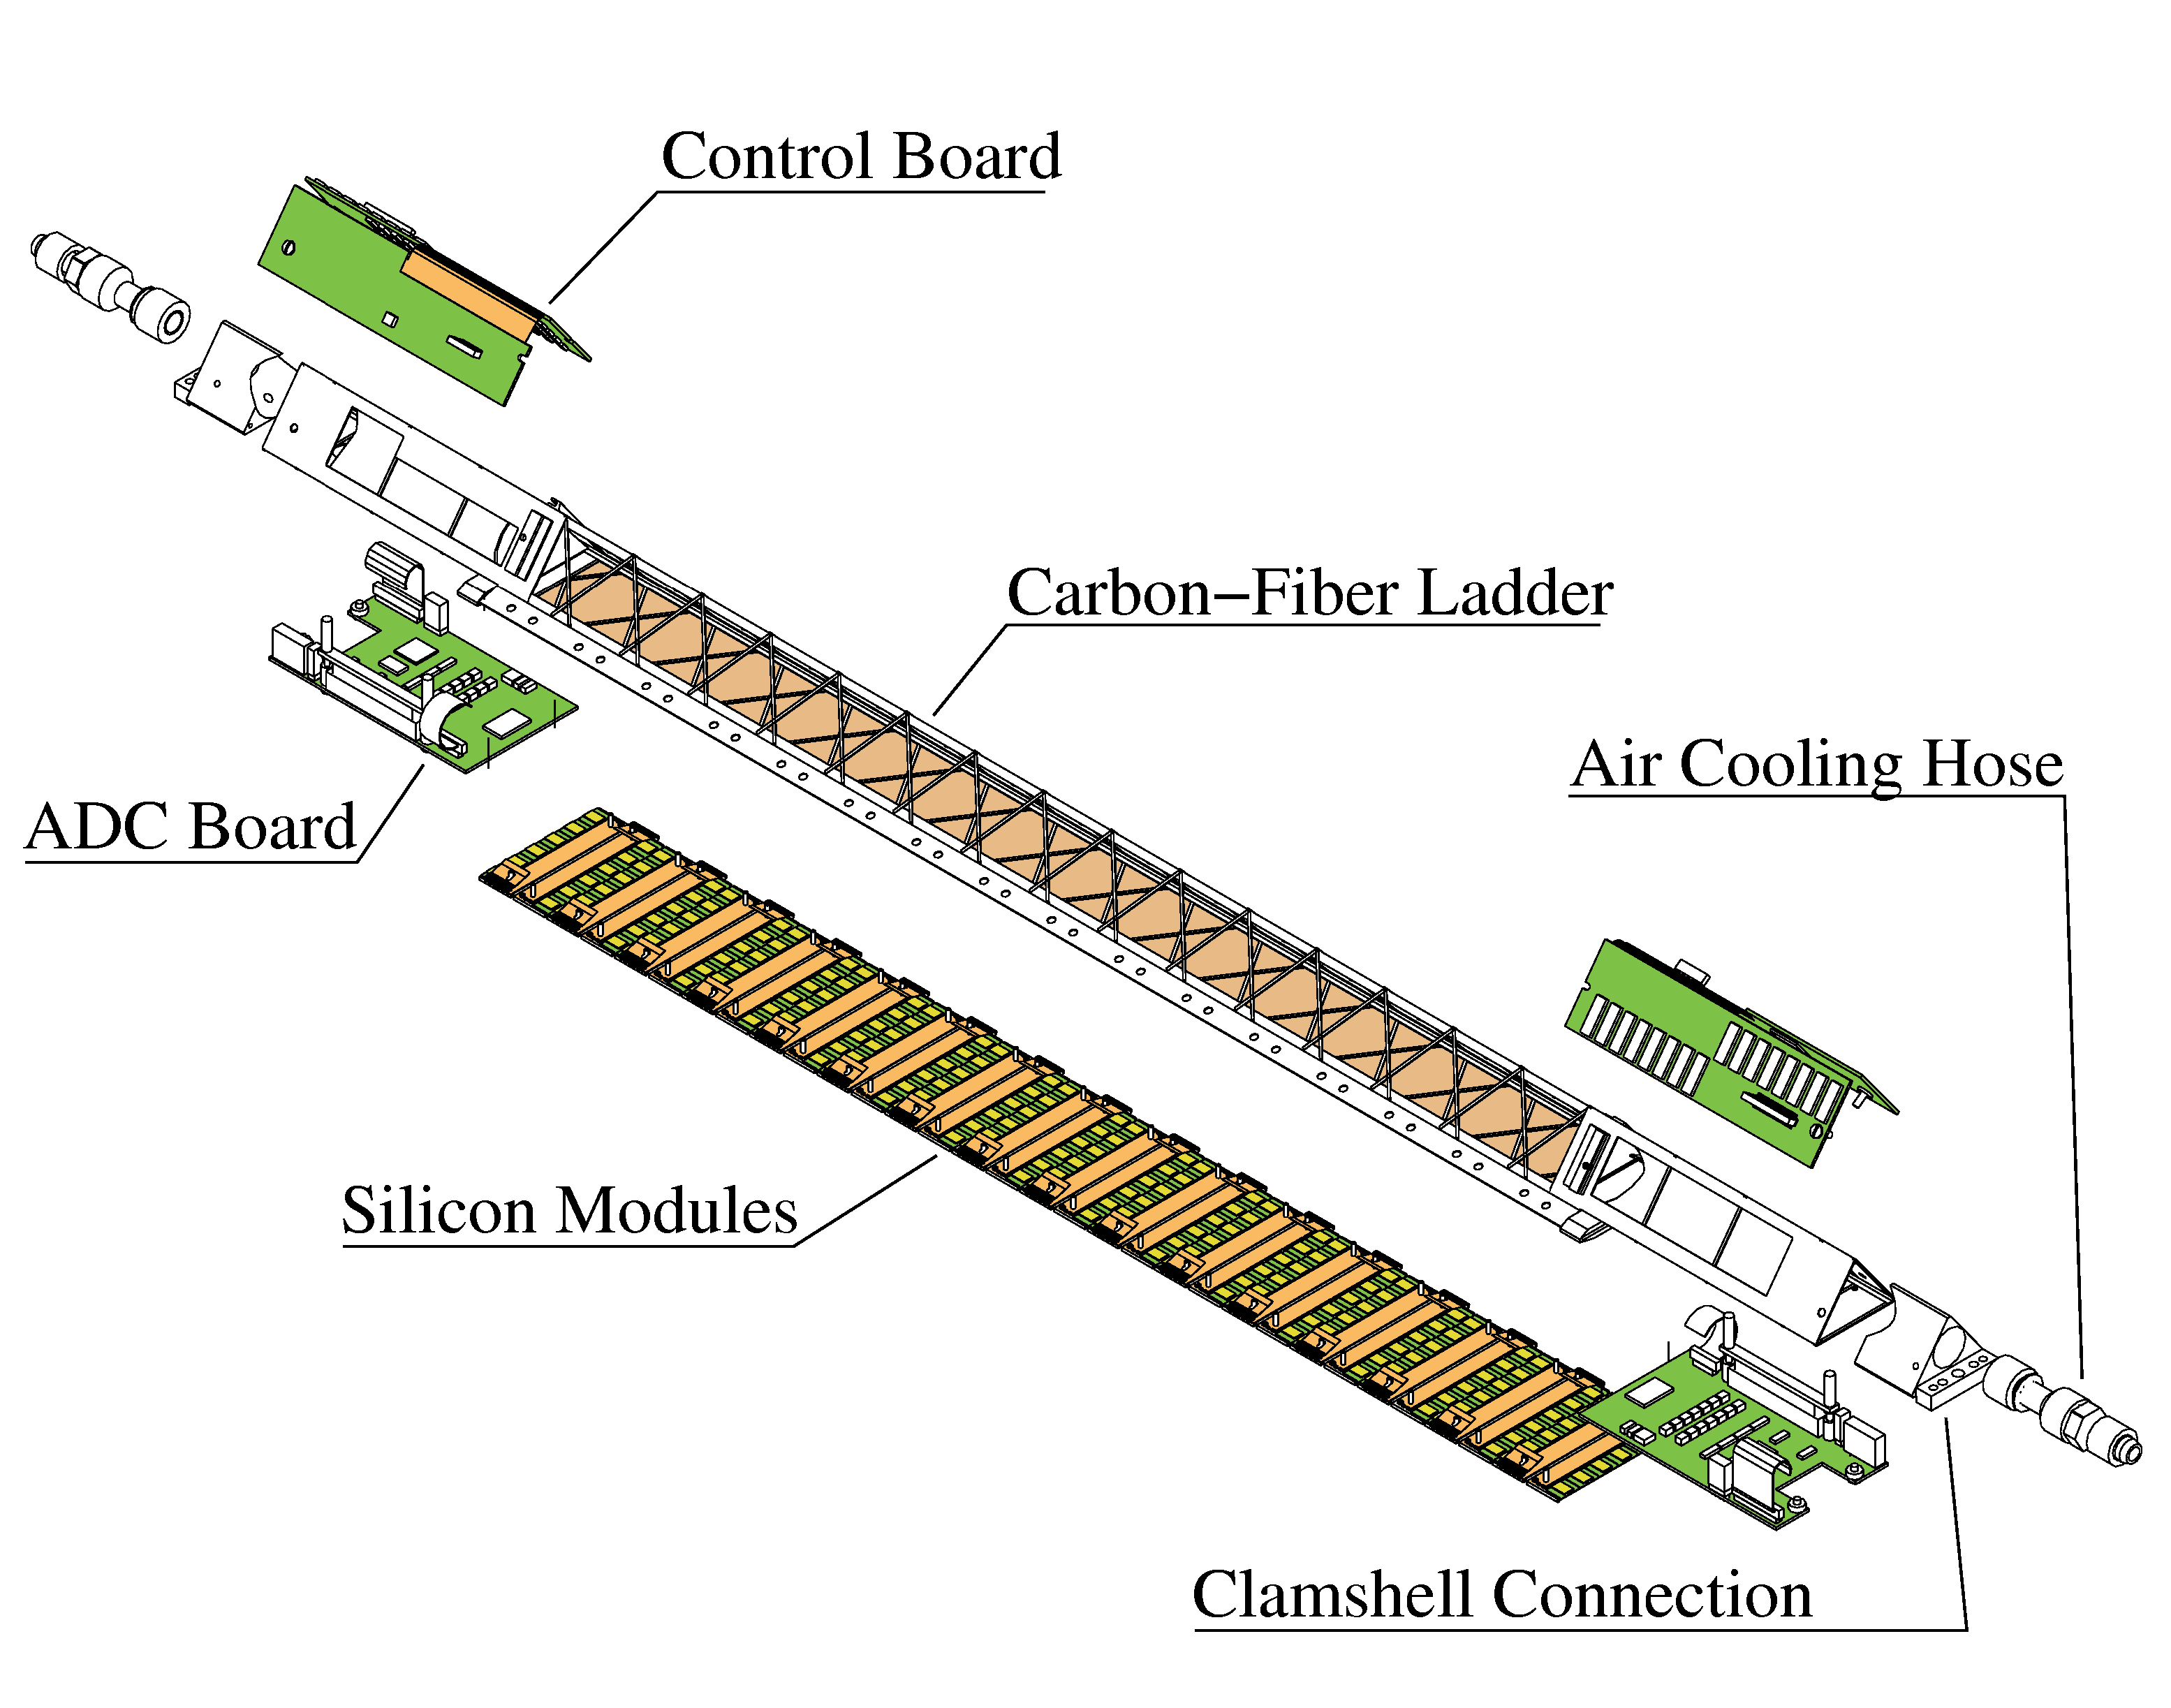 Control Board
Carbon–Fiber Ladder
Air Cooling Hose
ADC Board
Silicon Modules
Clamshell Connection